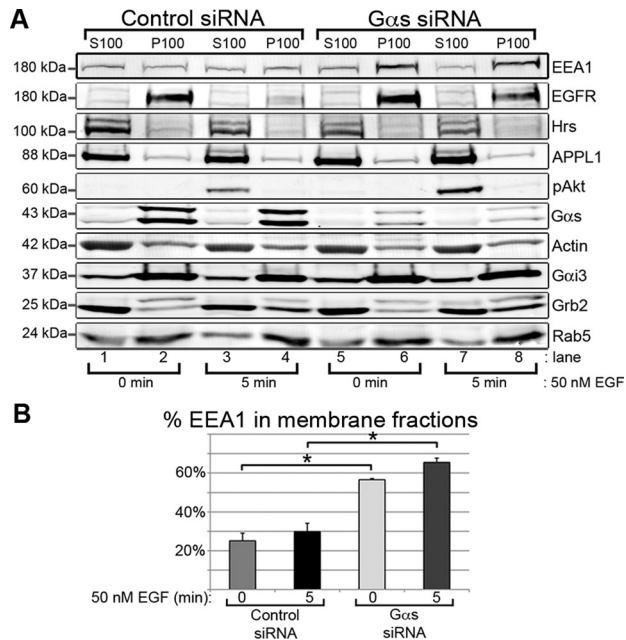 A
Control siRNA Gαs siRNA
S100 P100 S100 P100 S100 P100 S100 P100
180 kDa EEA1
180 kDa EGFR
100 kDa Hrs
88 kDa APPL1
60 kDa pAkt
43 kDa Gαs
42 kDa Actin
37 kDa Gαi3
25 kDa Grb2
24 kDa Rab5
1 2 3 4 5 6 7 8 : lane
0 min 5 min 0 min 5 min : 50 nM EGF
B
% EEA1 in membrane fractions
* *
60%
40%
20%
50 nM EGF (min): 0 5 0 5
Control siRNA Gαs siRNA